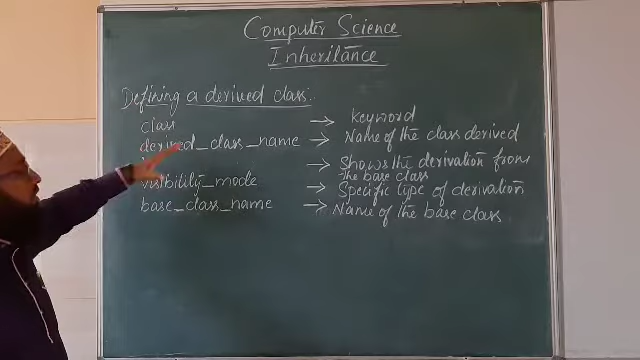 Computer Science
Inheritance
Defining a derived class..
class → keyword
derived_class_name → Name of the class derived
→ Shows the derivation from
the base class
visibility_mode → Specific type of derivation
base_class_name → Name of the base class